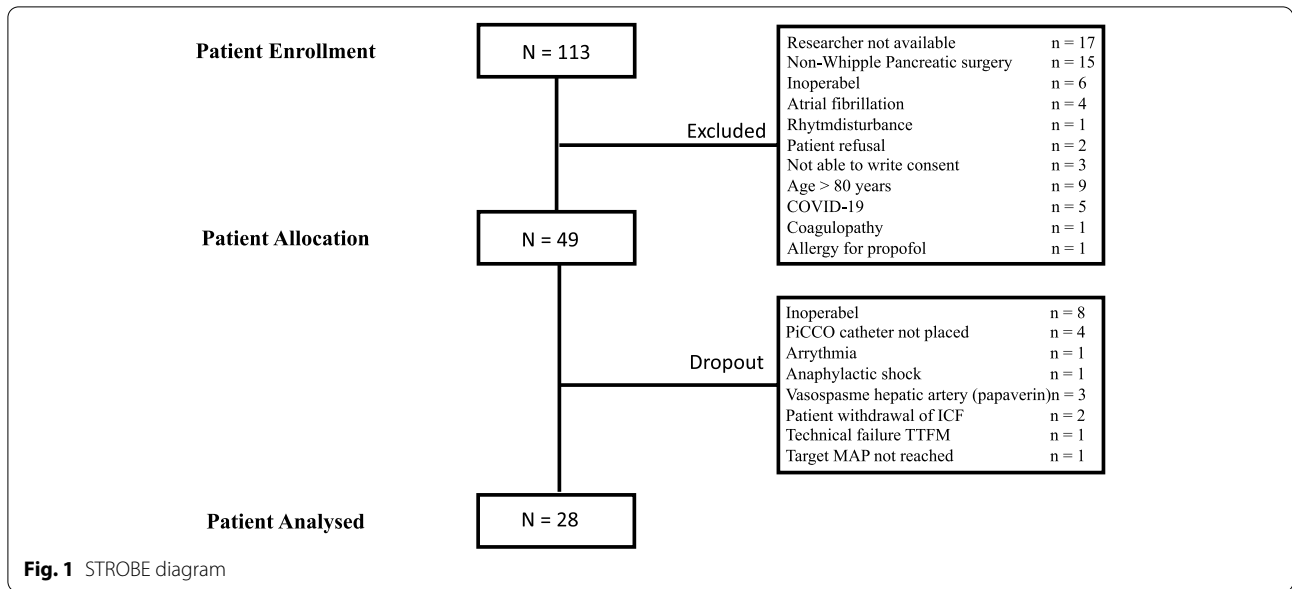 Patient Enrollment
N = 113
Researcher not available n = 17
Non-Whipple Pancreatic surgery n = 15
Inoperabel n = 6
Atrial fibrillation n = 4
Rhytmdisturbance n = 1
Patient refusal n = 2
Not able to write consent n = 3
Age > 80 years n = 9
COVID-19 n = 5
Coagulopathy n = 1
Allergy for propofol n = 1
Excluded
Patient Allocation
N = 49
Inoperabel n = 8
PiCCO catheter not placed n = 4
Arrythmia n = 1
Anaphylactic shock n = 1
Vasospasme hepatic artery (papaverin)n = 3
Patient withdrawal of ICF n = 2
Technical failure TTFM n = 1
Target MAP not reached n = 1
Dropout
Patient Analysed
N = 28
Fig. 1 STROBE diagram